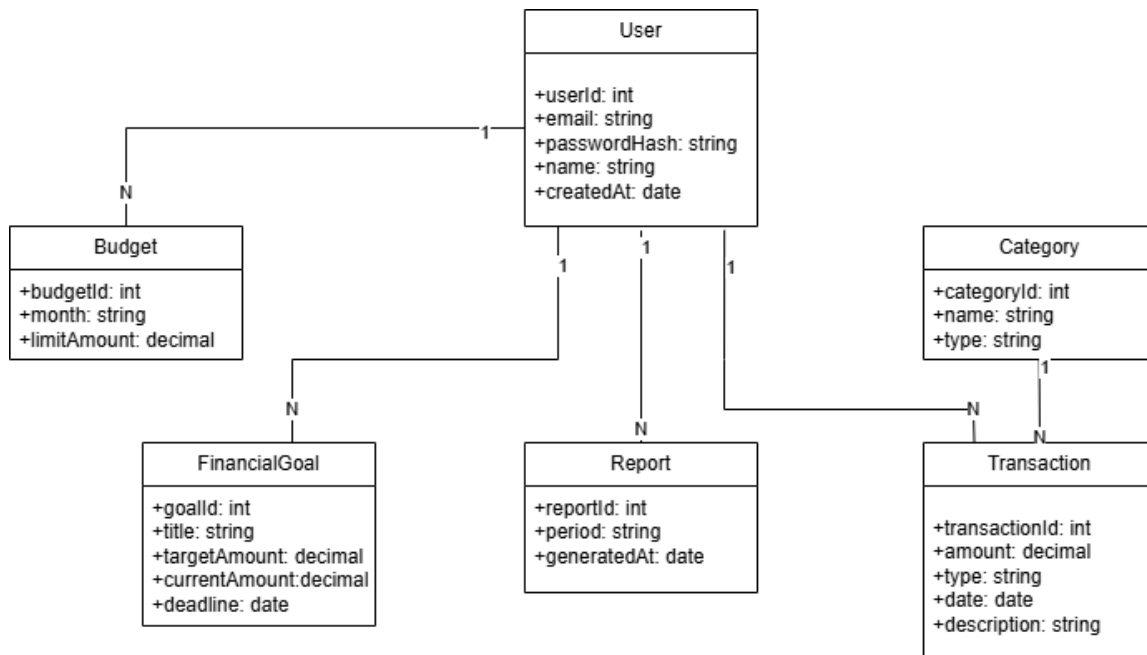 User
+userId: int
+email: string
+passwordHash: string
+name: string
+createdAt: date
1
N
Budget
+budgetId: int
+month: string
+limitAmount: decimal
1
1
1
Category
+categoryId: int
+name: string
+type: string
1
N
N
N
N
FinancialGoal
+goalId: int
+title: string
+targetAmount: decimal
+currentAmount:decimal
+deadline: date
Report
+reportId: int
+period: string
+generatedAt: date
Transaction
+transactionId: int
+amount: decimal
+type: string
+date: date
+description: string